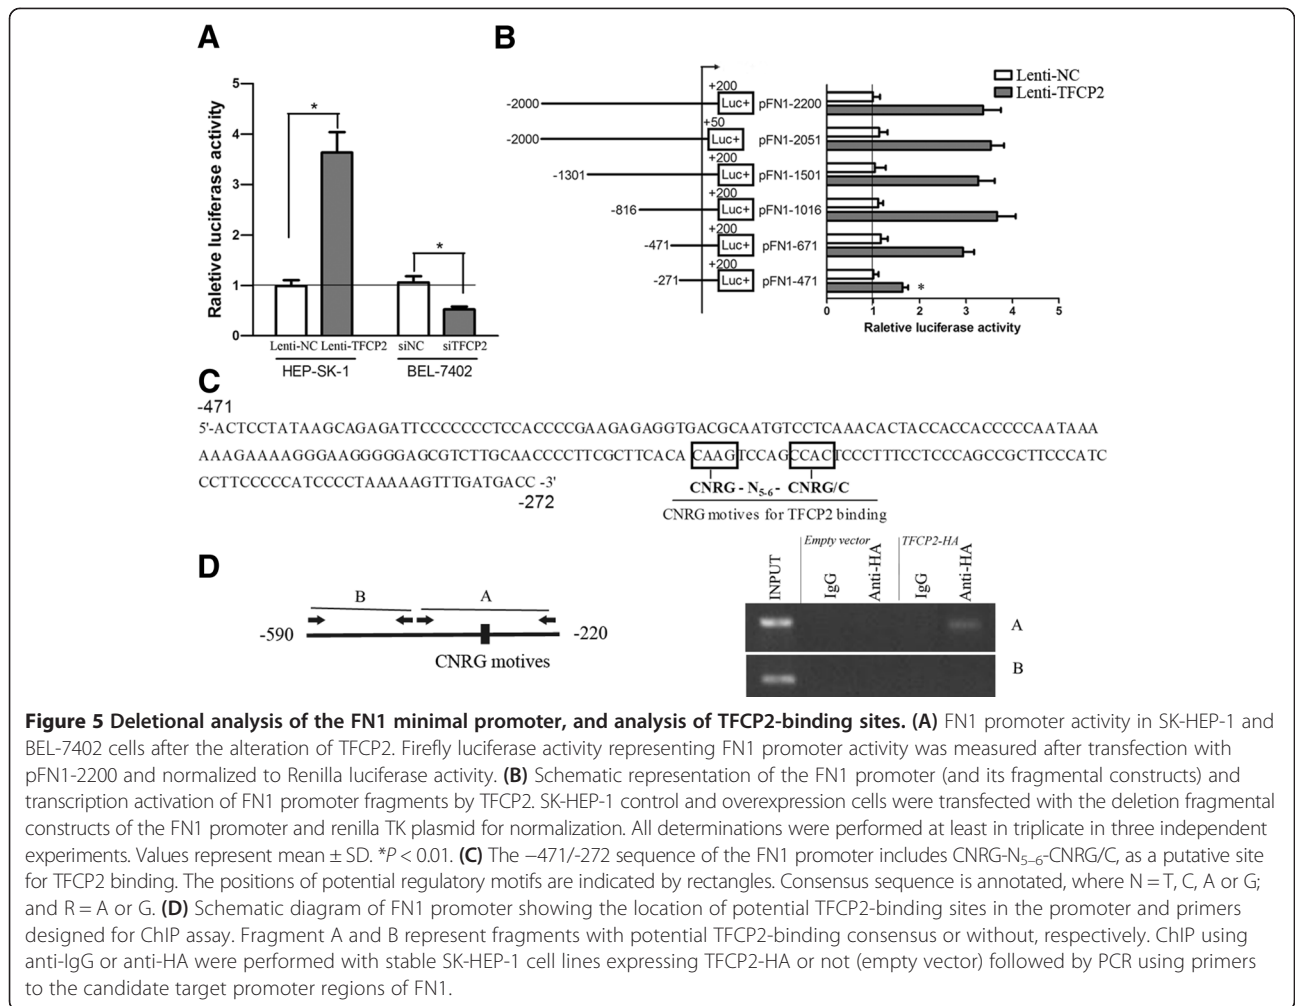 A
B
Raletive luciferase activity
5
4
3
2
1
0
*
*
Lenti-NC Lenti-TFCP2 siNC siTFCP2
HEP-SK-1 BEL-7402
Lenti-NC
Lenti-TFCP2
-2000 +200 Luc+ pFN1-2200
-2000 +50 Luc+ pFN1-2051
-1301 +200 Luc+ pFN1-1501
-816 +200 Luc+ pFN1-1016
-471 +200 Luc+ pFN1-671
-271 +200 Luc+ pFN1-471 *
0 1 2 3 4 5
Raletive luciferase activity
C
-471
5'-ACTCCTATAAGCAGAGATTCCCCCCCTCCACCCCGAAGAGAGGTGACGCAATGTCCTCAAACACTACCACCACCCCCAATAAA
AAAGAAAAGGGAAGGGGGAGCGTCTTGCAACCCCTTCGCTTCACA CAAG TCCAG CCAC TCCCTTTCCTCCCAGCCGCTTCCCATC
CCTTCCCCCATCCCCTAAAAAGTTTGATGACC -3'
-272
CNRG - N5-6 - CNRG/C
CNRG motives for TFCP2 binding
D
B A
-590 -220
CNRG motives
Empty vector TFCP2-HA
INPUT IgG Anti-HA IgG Anti-HA
A
B
Figure 5 Deletional analysis of the FN1 minimal promoter, and analysis of TFCP2-binding sites. (A) FN1 promoter activity in SK-HEP-1 and
BEL-7402 cells after the alteration of TFCP2. Firefly luciferase activity representing FN1 promoter activity was measured after transfection with
pFN1-2200 and normalized to Renilla luciferase activity. (B) Schematic representation of the FN1 promoter (and its fragmental constructs) and
transcription activation of FN1 promoter fragments by TFCP2. SK-HEP-1 control and overexpression cells were transfected with the deletion fragmental
constructs of the FN1 promoter and renilla TK plasmid for normalization. All determinations were performed at least in triplicate in three independent
experiments. Values represent mean ± SD. *P < 0.01. (C) The −471/-272 sequence of the FN1 promoter includes CNRG-N5–6-CNRG/C, as a putative site
for TFCP2 binding. The positions of potential regulatory motifs are indicated by rectangles. Consensus sequence is annotated, where N = T, C, A or G;
and R = A or G. (D) Schematic diagram of FN1 promoter showing the location of potential TFCP2-binding sites in the promoter and primers
designed for ChIP assay. Fragment A and B represent fragments with potential TFCP2-binding consensus or without, respectively. ChIP using
anti-IgG or anti-HA were performed with stable SK-HEP-1 cell lines expressing TFCP2-HA or not (empty vector) followed by PCR using primers
to the candidate target promoter regions of FN1.